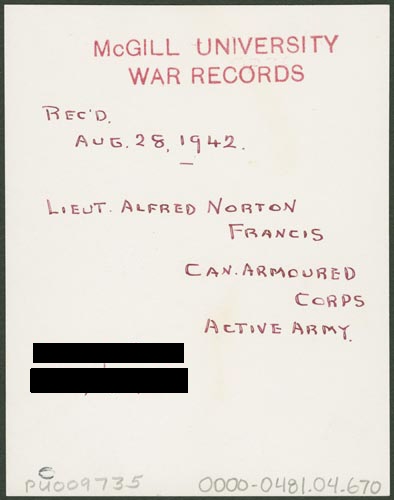 McGILL UNIVERSITY
WAR RECORDS
REC'D.
AUG. 28, 1942.
LIEUT. ALFRED NORTON
FRANCIS
CAN. ARMOURED
CORPS
ACTIVE ARMY.
PU009735
0000-0481.04.670